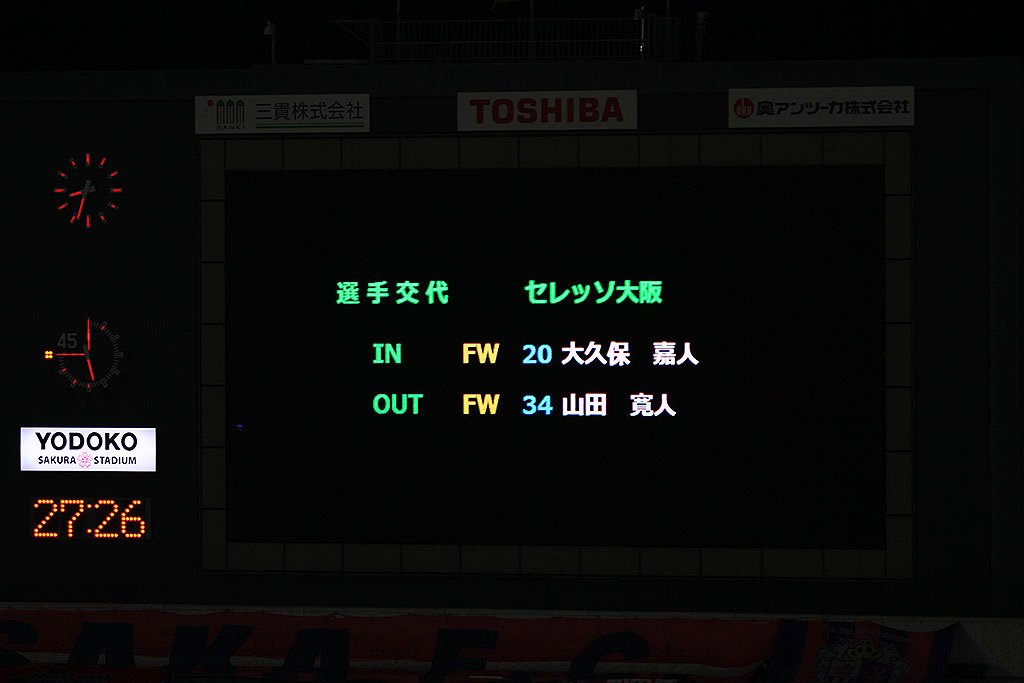 三貴株式会社
SANKI
TOSHIBA
奥アンツーカ株式会社
選手交代 セレッソ大阪
IN FW 20 大久保 嘉人
OUT FW 34 山田 寛人
45
YODOKO
SAKURA STADIUM
27:26
SAKA F.C